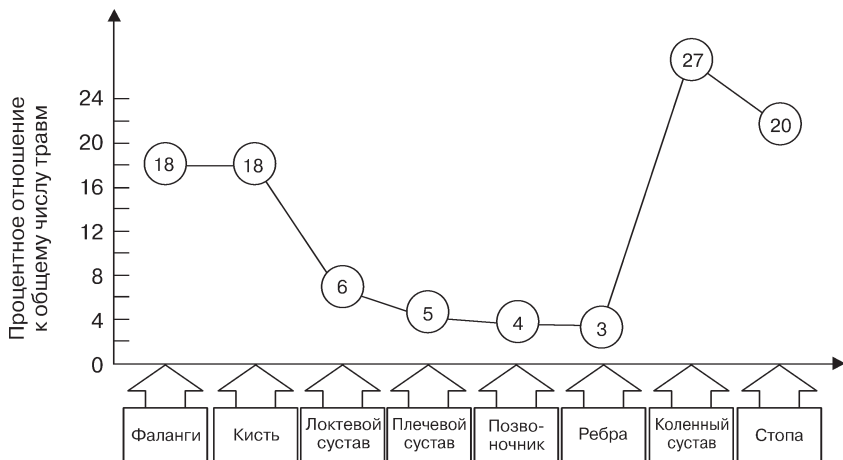 Процентное отношение
к общему числу травм
24
20
16
12
8
4
0
18
18
6
5
4
3
27
20
Фаланги
Кисть
Локтевой
сустав
Плечевой
сустав
Позво-
ночник
Ребра
Коленный
сустав
Стопа